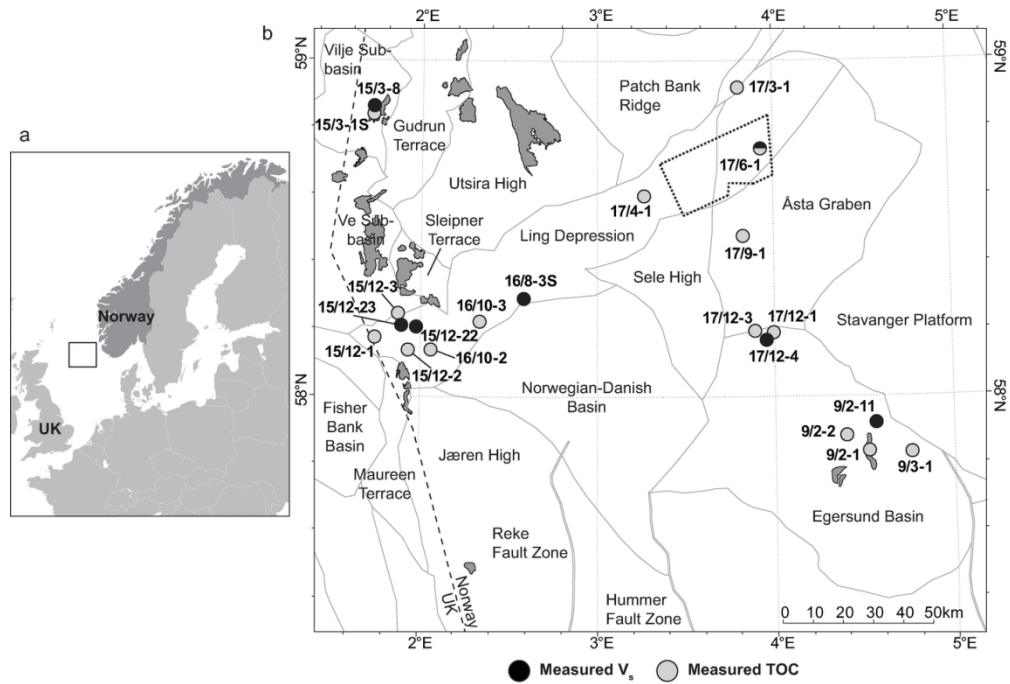 a
Norway
UK
b
2°E
3°E
4°E
5°E
59°N
59°N
Vilje Sub-
basin
15/3-8
15/3-1S
Gudrun
Terrace
Patch Bank
Ridge
17/3-1
17/6-1
Utsira High
17/4-1
Åsta Graben
Ve Sub-
basin
Sleipner
Terrace
Ling Depression
17/9-1
Sele High
15/12-3
15/12-23
16/10-3
16/8-3S
15/12-22
15/12-1
16/10-2
15/12-2
17/12-3
17/12-1
17/12-4
Stavanger Platform
58°N
58°N
Norwegian-Danish
Basin
Fisher
Bank
Basin
9/2-11
9/2-2
9/2-1
9/3-1
Jæren High
Maureen
Terrace
Egersund Basin
Reke
Fault Zone
Norway
UK
Hummer
Fault Zone
0 10 20 30 50km
2°E
3°E
4°E
5°E
Measured Vs
Measured TOC